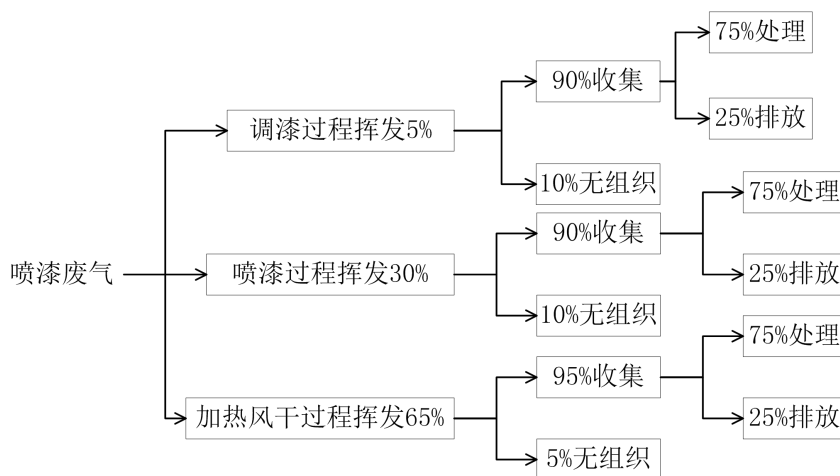 75%处理
90%收集
25%排放
调漆过程挥发5%
10%无组织
75%处理
90%收集
喷漆废气
喷漆过程挥发30%
25%排放
10%无组织
75%处理
95%收集
加热风干过程挥发65%
25%排放
5%无组织